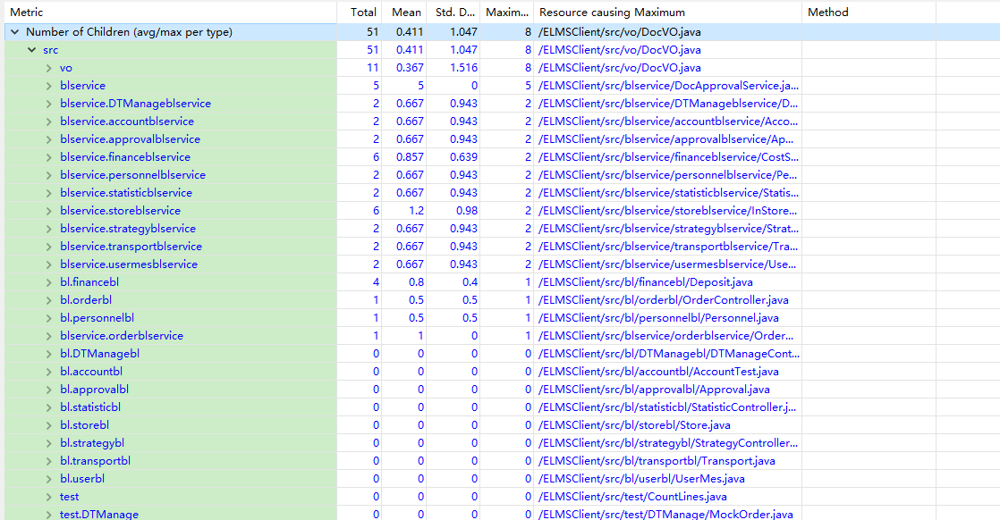 Metric Total Mean Std. D... Maxim... Resource causing Maximum Method
Number of Children (avg/max per type) 51 0.411 1.047 8 /ELMSClient/src/vo/DocVO.java
src 51 0.411 1.047 8 /ELMSClient/src/vo/DocVO.java
vo 11 0.367 1.516 8 /ELMSClient/src/vo/DocVO.java
blservice 5 5 0 5 /ELMSClient/src/blservice/DocApprovalService.ja...
blservice.DTManageblservice 2 0.667 0.943 2 /ELMSClient/src/blservice/DTManageblservice/D...
blservice.accountblservice 2 0.667 0.943 2 /ELMSClient/src/blservice/accountblservice/Acco...
blservice.approvalblservice 2 0.667 0.943 2 /ELMSClient/src/blservice/approvalblservice/Ap...
blservice.financeblservice 6 0.857 0.639 2 /ELMSClient/src/blservice/financeblservice/CostS...
blservice.personnelblservice 2 0.667 0.943 2 /ELMSClient/src/blservice/personnelblservice/Pe...
blservice.statisticblservice 2 0.667 0.943 2 /ELMSClient/src/blservice/statisticblservice/Statis...
blservice.storeblservice 6 1.2 0.98 2 /ELMSClient/src/blservice/storeblservice/InStore...
blservice.strategyblservice 2 0.667 0.943 2 /ELMSClient/src/blservice/strategyblservice/Strat...
blservice.transportblservice 2 0.667 0.943 2 /ELMSClient/src/blservice/transportblservice/Tra...
blservice.usermesblservice 2 0.667 0.943 2 /ELMSClient/src/blservice/usermesblservice/Use...
bl.financebl 4 0.8 0.4 1 /ELMSClient/src/bl/financebl/Deposit.java
bl.orderbl 1 0.5 0.5 1 /ELMSClient/src/bl/orderbl/OrderController.java
bl.personnelbl 1 0.5 0.5 1 /ELMSClient/src/bl/personnelbl/Personnel.java
blservice.orderblservice 1 1 0 1 /ELMSClient/src/blservice/orderblservice/Order...
bl.DTManagebl 0 0 0 0 /ELMSClient/src/bl/DTManagebl/DTManageCont...
bl.accountbl 0 0 0 0 /ELMSClient/src/bl/accountbl/AccountTest.java
bl.approvalbl 0 0 0 0 /ELMSClient/src/bl/approvalbl/Approval.java
bl.statisticbl 0 0 0 0 /ELMSClient/src/bl/statisticbl/StatisticController.j...
bl.storebl 0 0 0 0 /ELMSClient/src/bl/storebl/Store.java
bl.strategybl 0 0 0 0 /ELMSClient/src/bl/strategybl/StrategyController...
bl.transportbl 0 0 0 0 /ELMSClient/src/bl/transportbl/Transport.java
bl.userbl 0 0 0 0 /ELMSClient/src/bl/userbl/UserMes.java
test 0 0 0 0 /ELMSClient/src/test/CountLines.java
test.DTManage 0 0 0 0 /ELMSClient/src/test/DTManage/MockOrder.java